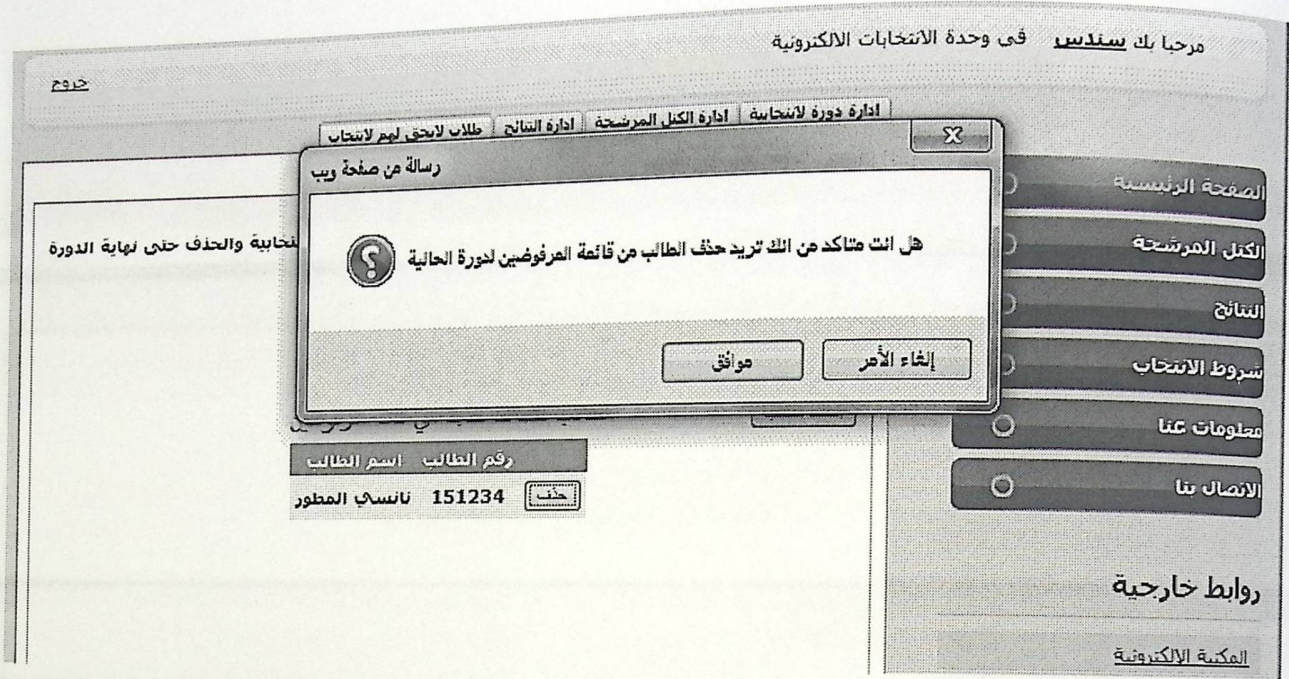 مرحبا بك سندس في وحدة الانتخابات الالكترونية
خروج
ادارة دورة لانتخابية
ادارة الكتل المرشحة
ادارة النتائج
طلاب لايحق لهم لانتخاب
رسالة من صفحة ويب
X
هل انت متاكد من انك تريد حذف الطالب من قائمة المرفوضين لدورة الحالية
إلغاء الأمر
موافق
والحذف حتى نهاية الدورة
رقم الطالب اسم الطالب
حذف 151234 نانسي المطور
الصفحة الرئيسية
الكتل المرشحة
النتائج
شروط الانتخاب
معلومات عنا
الاتصال بنا
روابط خارجية
المكتبة الإلكترونية